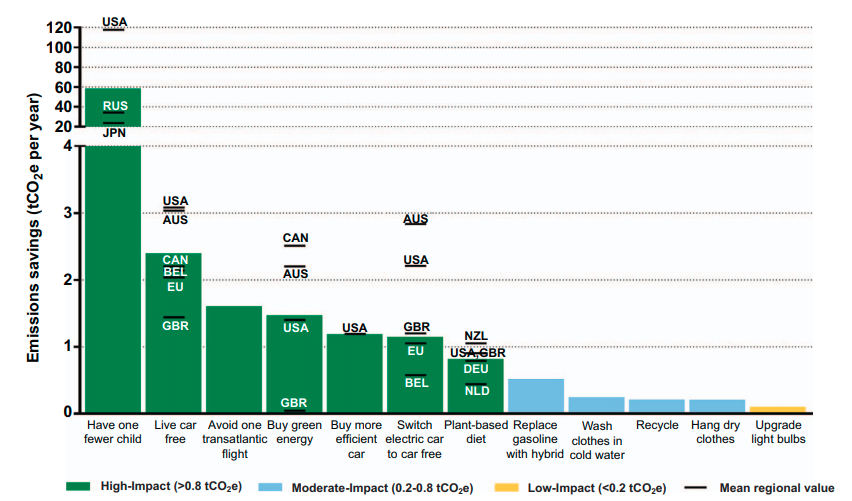 Emissions savings (tCO₂e per year)
120
100
80
60
40
20
4
3
2
1
0
USA
RUS
JPN
USA
AUS
CAN
BEL
EU
GBR
CAN
AUS
USA
GBR
USA
AUS
USA
GBR
EU
BEL
NZL
USA,GBR
DEU
NLD
Have one
fewer child
Live car
free
Avoid one
transatlantic
flight
Buy green
energy
Buy more
efficient
car
Switch
electric car
to car free
Plant-based
diet
Replace
gasoline
with hybrid
Wash
clothes in
cold water
Recycle
Hang dry
clothes
Upgrade
light bulbs
High-Impact (>0.8 tCO₂e)
Moderate-Impact (0.2-0.8 tCO₂e)
Low-Impact (<0.2 tCO₂e)
Mean regional value